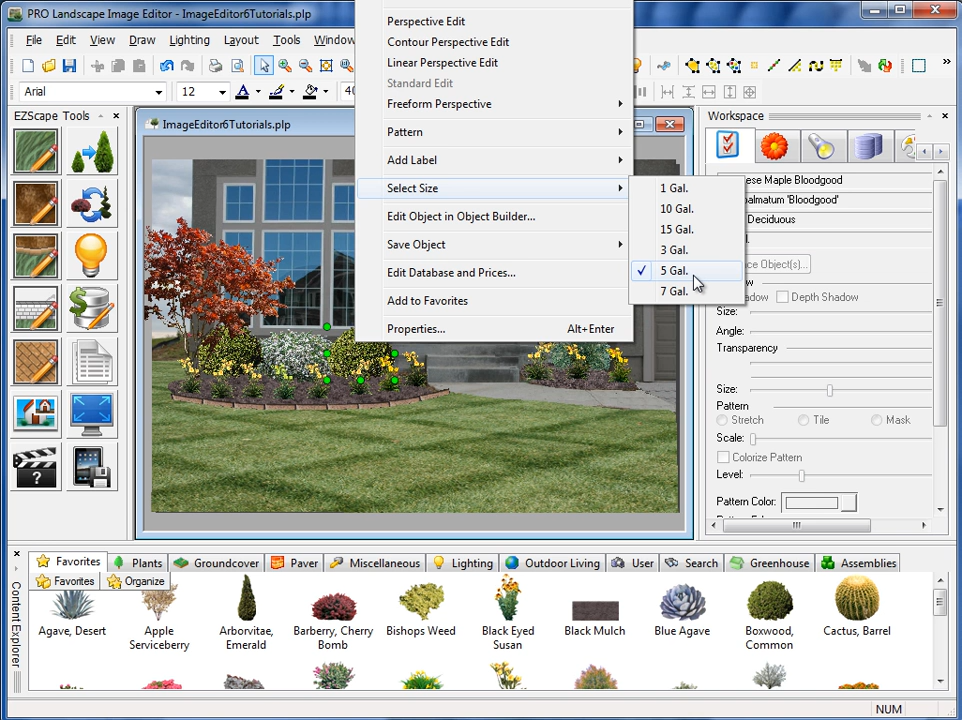 PRO Landscape Image Editor - ImageEditor6Tutorials.plp
File Edit View Draw Lighting Layout Tools Window
Arial 12 40
EZScape Tools
ImageEditor6Tutorials.plp
Perspective Edit
Contour Perspective Edit
Linear Perspective Edit
Standard Edit
Freeform Perspective
Pattern
Add Label
Select Size
Edit Object in Object Builder...
Save Object
Edit Database and Prices...
Add to Favorites
Properties... Alt+Enter
1 Gal.
10 Gal.
15 Gal.
3 Gal.
5 Gal.
7 Gal.
Workspace
ese Maple Bloodgood
almatum 'Bloodgood'
Deciduous
ce Object(s)...
adow Depth Shadow
Size:
Angle:
Transparency
Size:
Pattern
Stretch Tile Mask
Scale:
Colorize Pattern
Level:
Pattern Color:
Content Explorer
Favorites Plants Groundcover Paver Miscellaneous Lighting Outdoor Living User Search Greenhouse Assemblies
Favorites Organize
Agave, Desert
Apple Serviceberry
Arborvitae, Emerald
Barberry, Cherry Bomb
Bishops Weed
Black Eyed Susan
Black Mulch
Blue Agave
Boxwood, Common
Cactus, Barrel
NUM